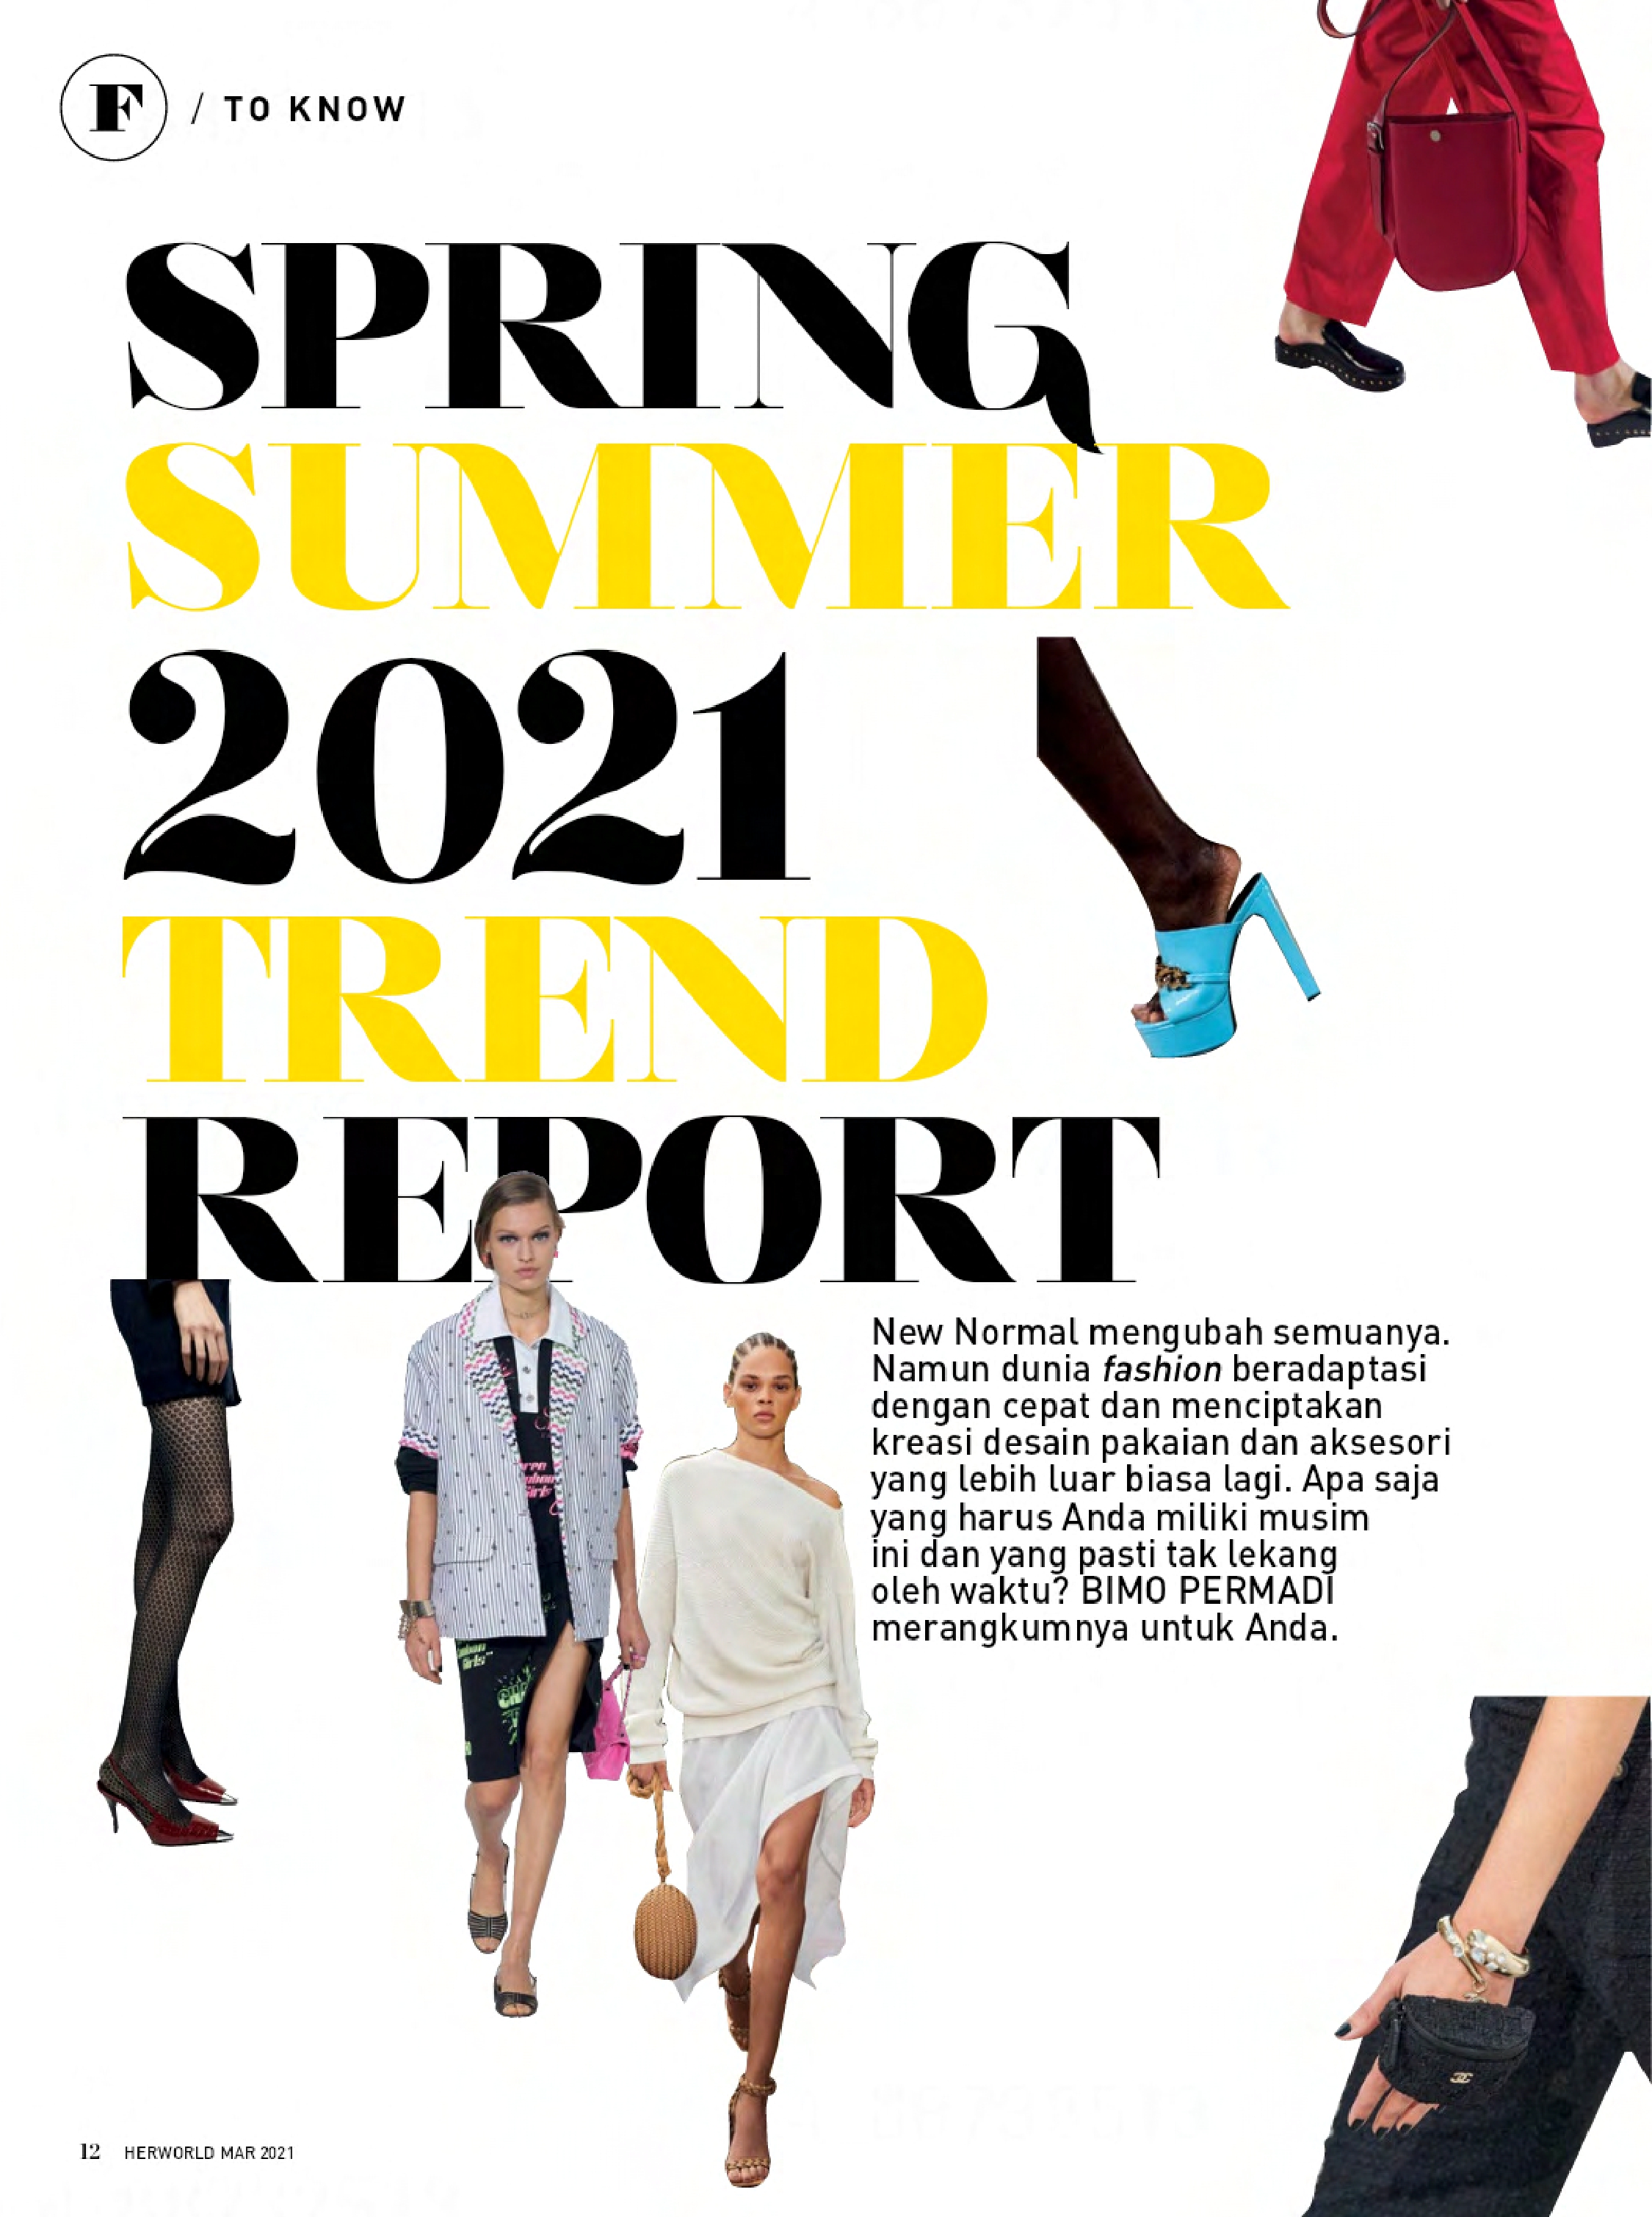 F / TO KNOW
SPRING
SUMMER
2021
TREND
REPORT
New Normal mengubah semuanya.
Namun dunia fashion beradaptasi
dengan cepat dan menciptakan
kreasi desain pakaian dan aksesori
yang lebih luar biasa lagi. Apa saja
yang harus Anda miliki musim
ini dan yang pasti tak lekang
oleh waktu? BIMO PERMADI
merangkumnya untuk Anda.
12 HERWORLD MAR 2021